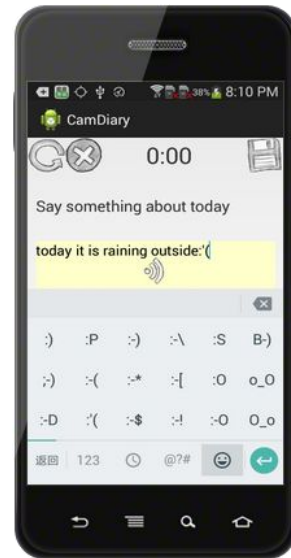 38% 8:10 PM
CamDiary
0:00
Say something about today
today it is raining outside:'(
:) :P :-) :-\ :S B-)
;-) :-( :-* :-[ :O o_O
:-D :'( :-$ :-! :-O O_o
返回 123 @?#